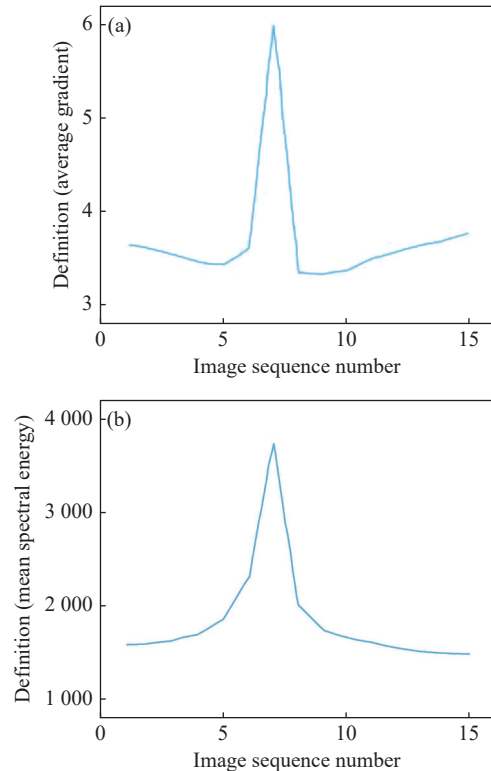 (a)
6
5
4
3
Definition (average gradient)
0 5 10 15
Image sequence number
(b)
4 000
3 000
2 000
1 000
Definition (mean spectral energy)
0 5 10 15
Image sequence number